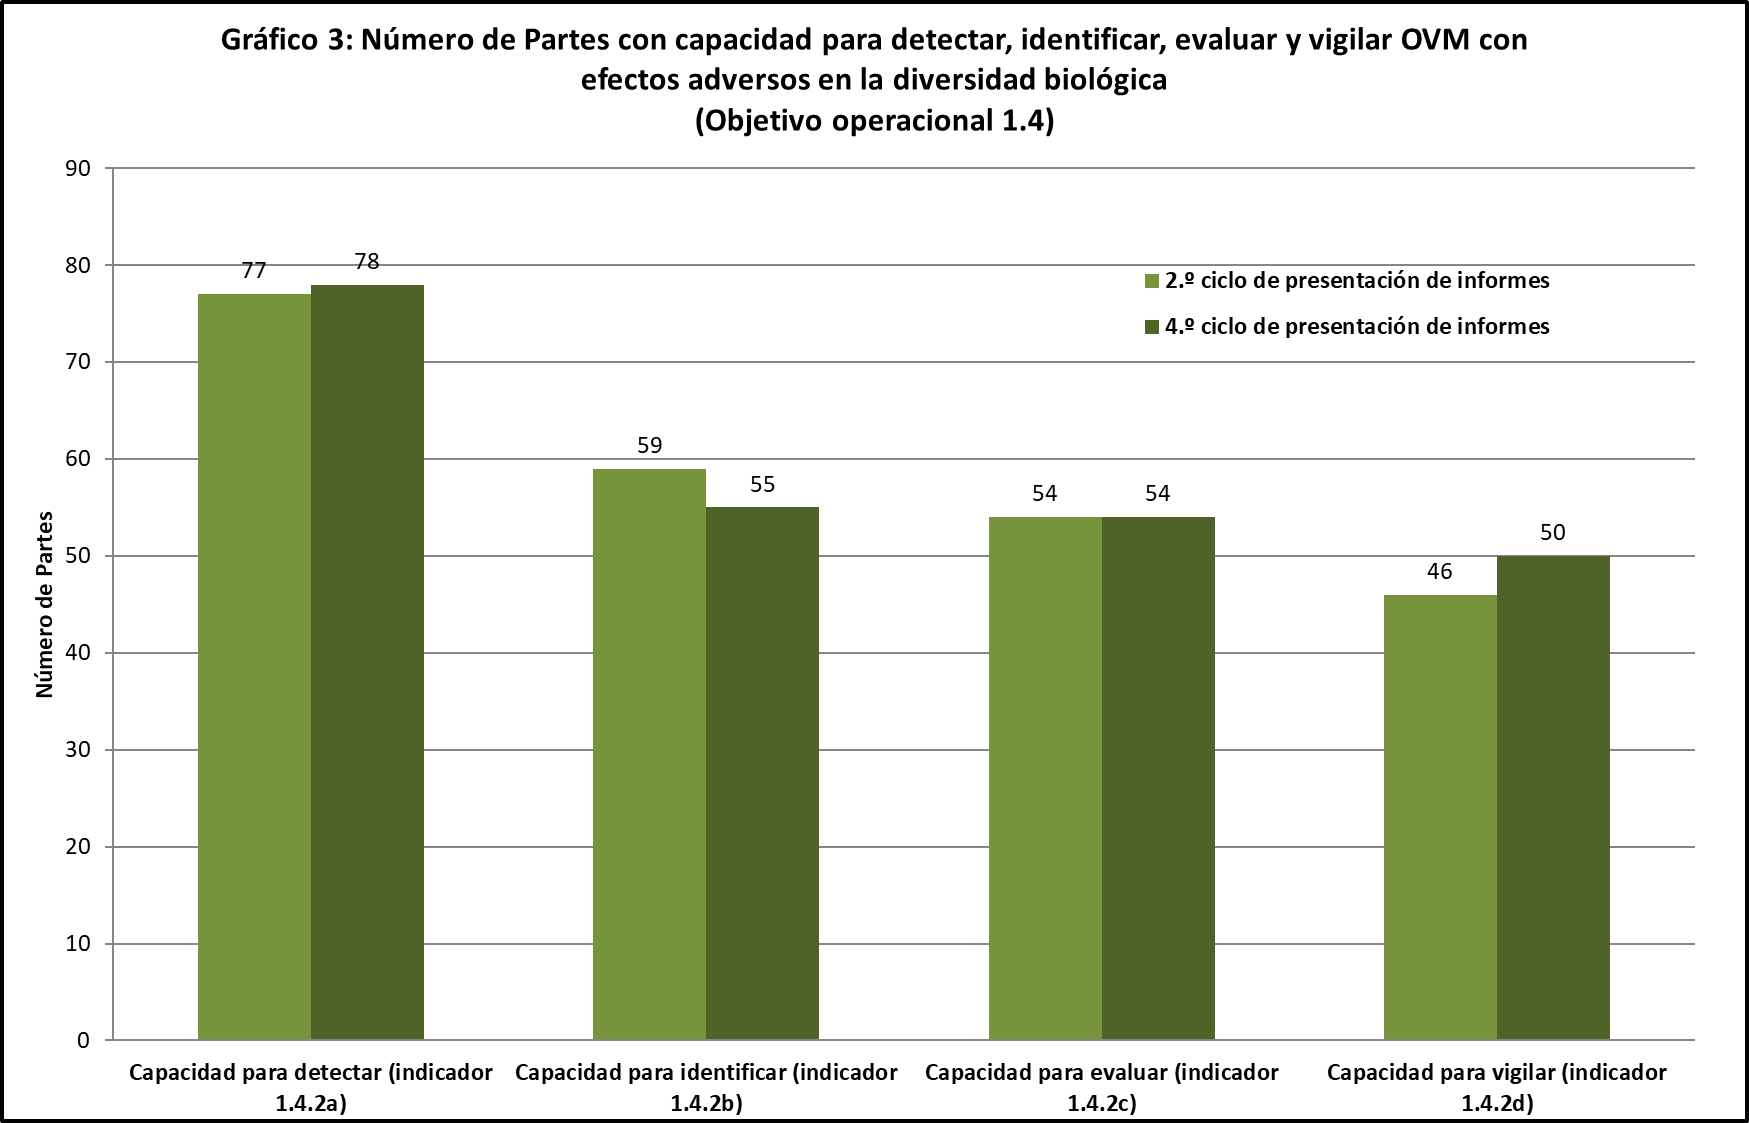 Gráfico 3: Número de Partes con capacidad para detectar, identificar, evaluar y vigilar OVM con
efectos adversos en la diversidad biológica
(Objetivo operacional 1.4)
90
80
70
60
50
40
30
20
10
0
Número de Partes
77
78
59
55
54
54
46
50
2.º ciclo de presentación de informes
4.º ciclo de presentación de informes
Capacidad para detectar (indicador
1.4.2a)
Capacidad para identificar (indicador
1.4.2b)
Capacidad para evaluar (indicador
1.4.2c)
Capacidad para vigilar (indicador
1.4.2d)